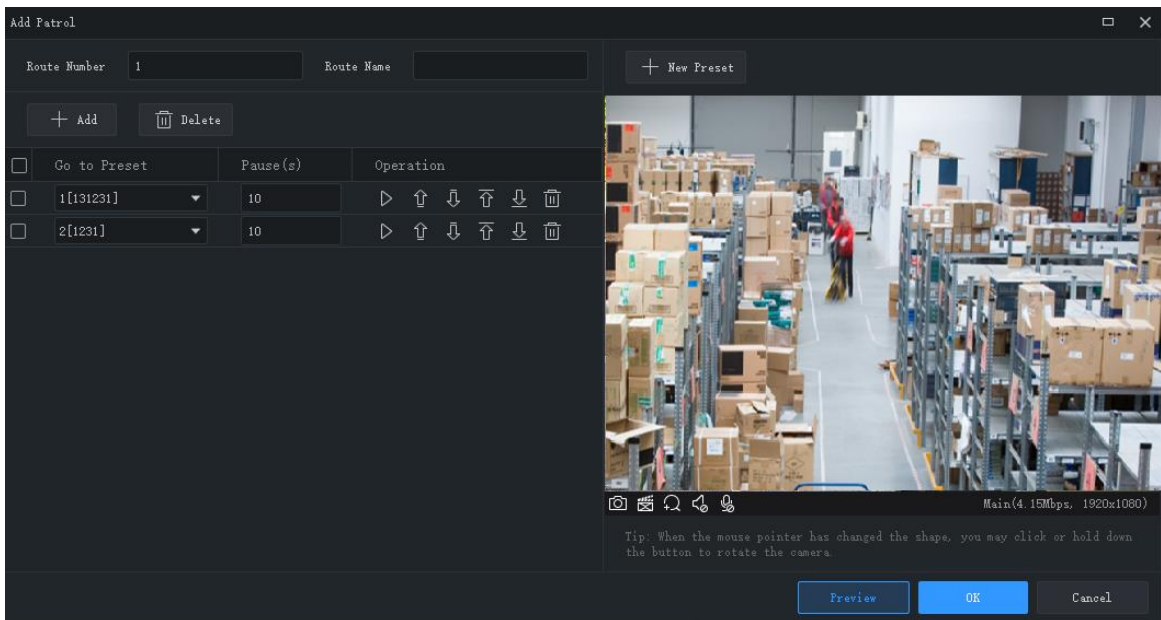 Add Patrol
Route Number 1 Route Name
+ New Preset
+ Add Delete
Go to Preset Pause(s) Operation
1[131231] 10
2[1231] 10
Main(4.15Mbps, 1920x1080)
Tip: When the mouse pointer has changed the shape, you may click or hold down
the button to rotate the camera.
Preview OK Cancel